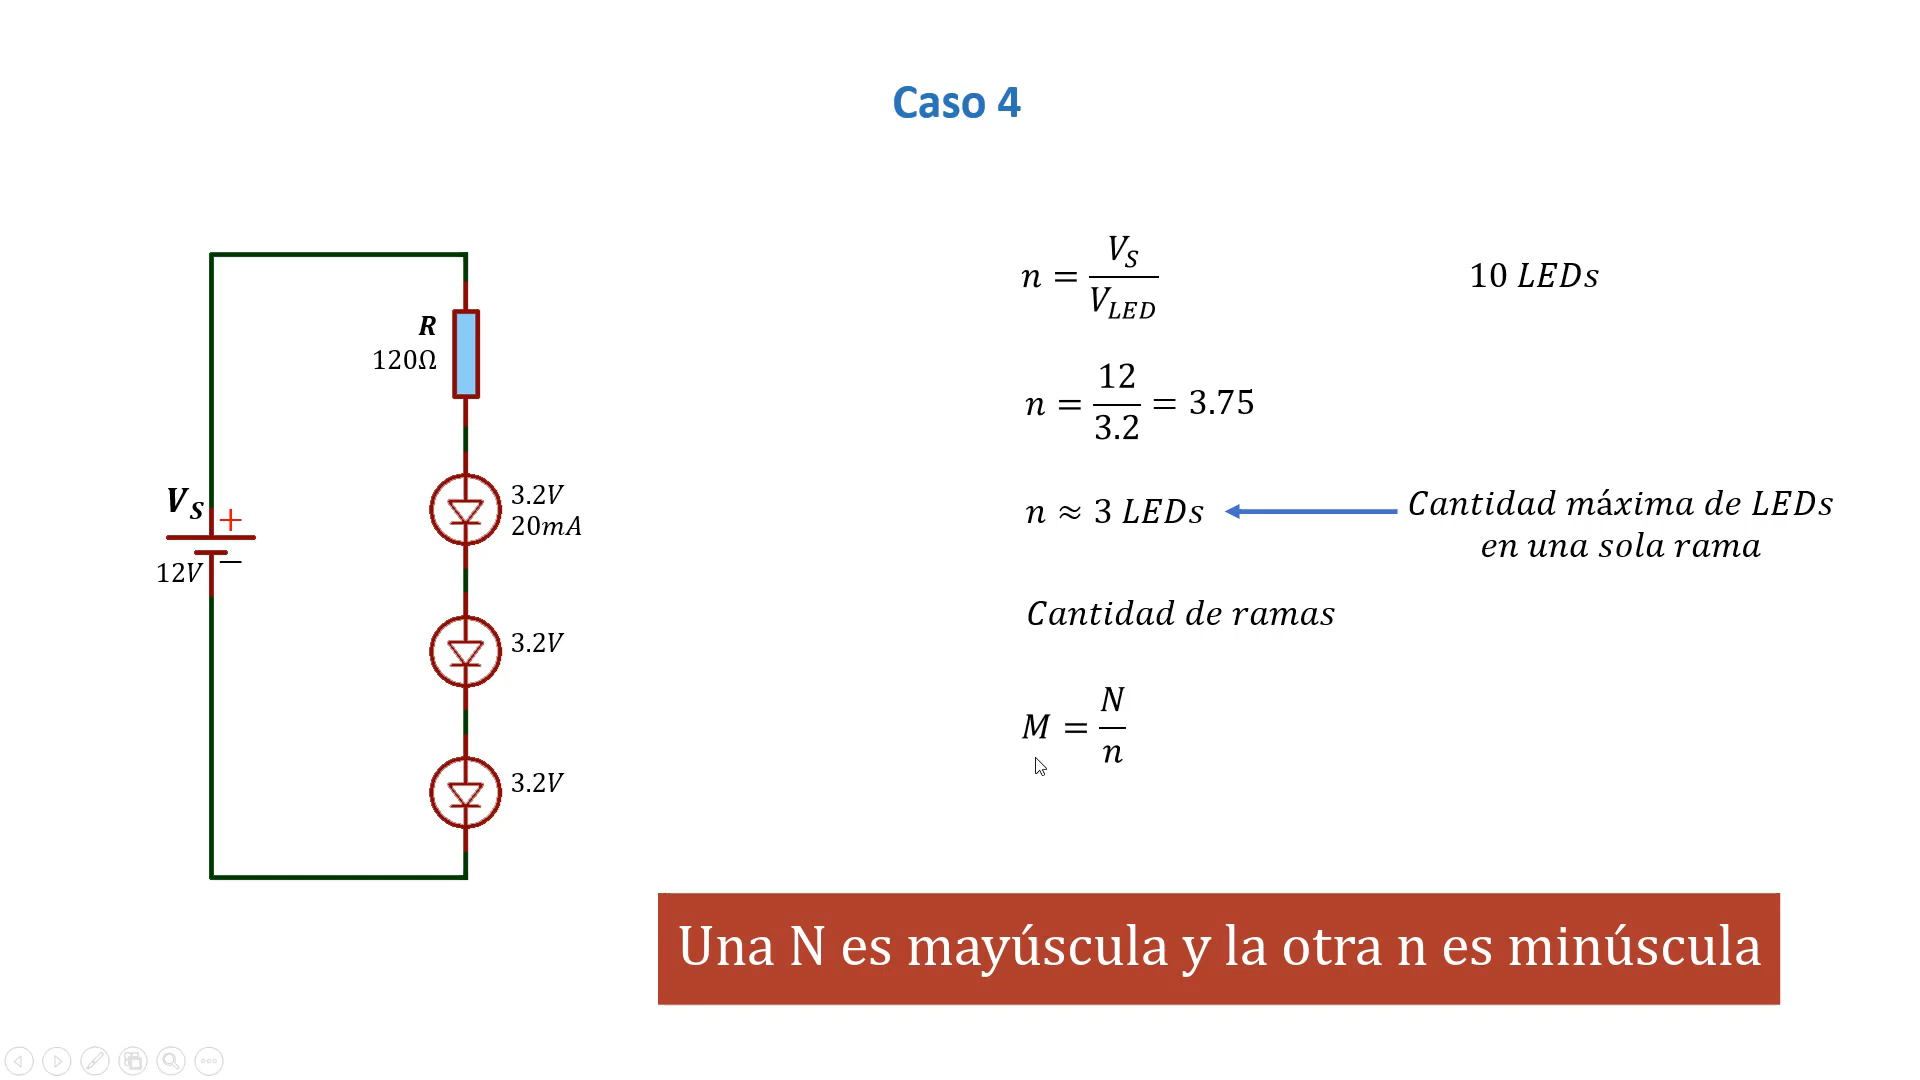 Caso 4
R
120Ω
V_S
+
−
12V
3.2V
20mA
3.2V
3.2V
n = V_S / V_LED
10 LEDs
n = 12 / 3.2 = 3.75
n ≈ 3 LEDs
Cantidad máxima de LEDs
en una sola rama
Cantidad de ramas
M = N / n
Una N es mayúscula y la otra n es minúscula